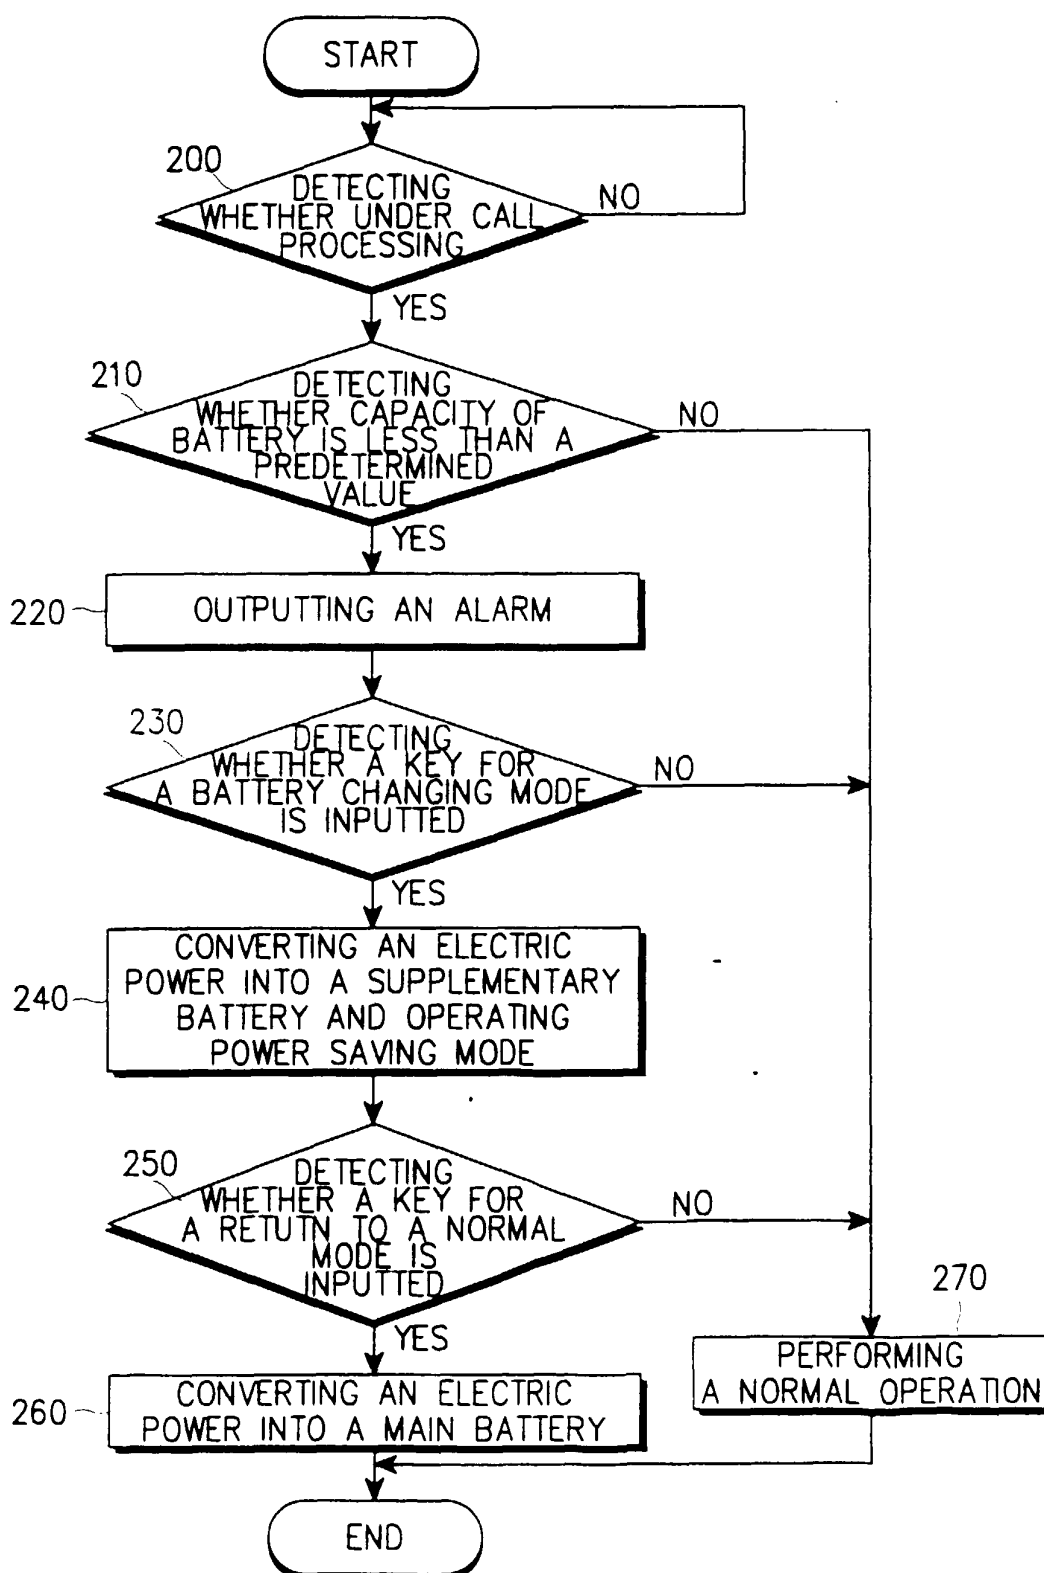 START
200
DETECTING
WHETHER UNDER CALL
PROCESSING
NO
YES
210
DETECTING
WHETHER CAPACITY OF
BATTERY IS LESS THAN A
PREDETERMINED
VALUE
NO
YES
220
OUTPUTTING AN ALARM
230
DETECTING
WHETHER A KEY FOR
A BATTERY CHANGING MODE
IS INPUTTED
NO
YES
240
CONVERTING AN ELECTRIC
POWER INTO A SUPPLEMENTARY
BATTERY AND OPERATING
POWER SAVING MODE
250
DETECTING
WHETHER A KEY FOR
A RETUTN TO A NORMAL
MODE IS
INPUTTED
NO
YES
270
PERFORMING
A NORMAL OPERATION
260
CONVERTING AN ELECTRIC
POWER INTO A MAIN BATTERY
END